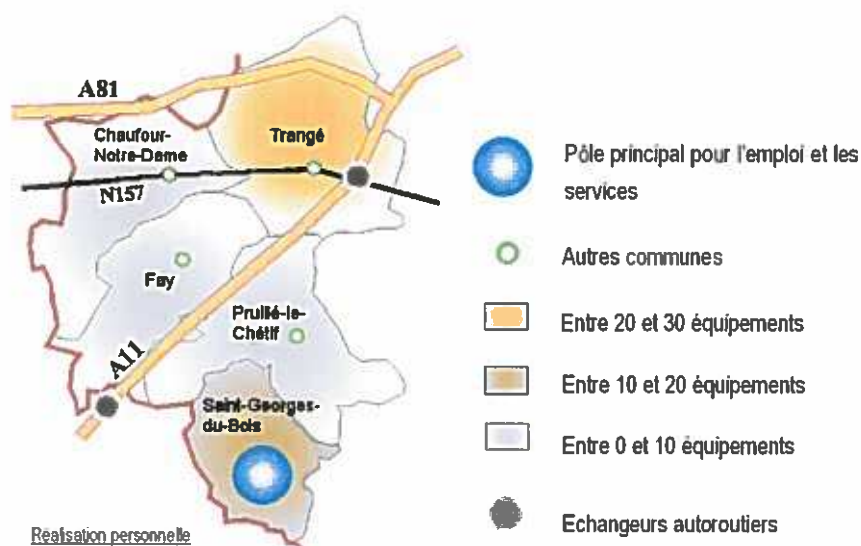 A81
Chaufour-
Notre-Dame
Trangé
N157
Fay
Pruillé-le-
Chétif
A11
Saint-Georges-
du-Bois
Réalisation personnelle
Pôle principal pour l'emploi et les
services
Autres communes
Entre 20 et 30 équipements
Entre 10 et 20 équipements
Entre 0 et 10 équipements
Echangeurs autoroutiers